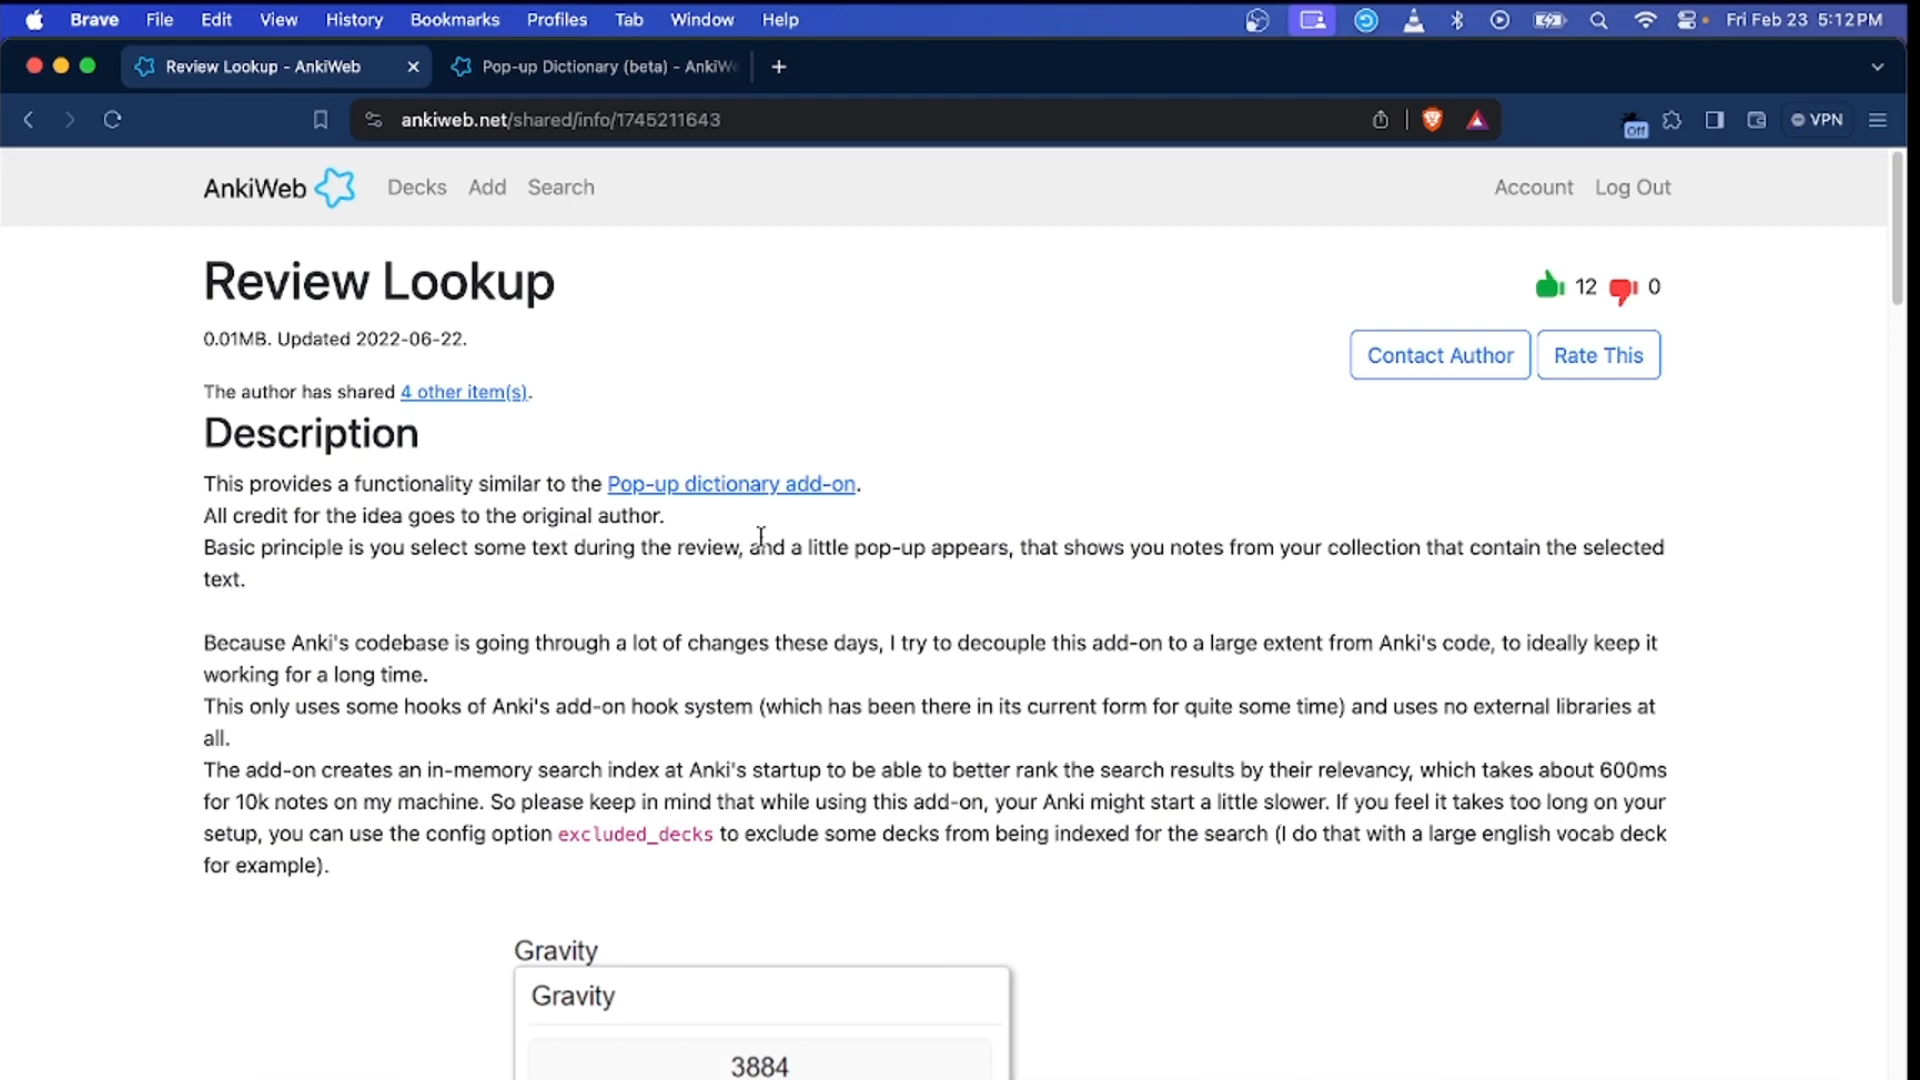 Brave File Edit View History Bookmarks Profiles Tab Window Help Fri Feb 23 5:12 PM
Review Lookup - AnkiWeb Pop-up Dictionary (beta) - AnkiWe
ankiweb.net/shared/info/1745211643 Off VPN
AnkiWeb Decks Add Search Account Log Out
Review Lookup
12 0
0.01MB. Updated 2022-06-22.
Contact Author Rate This
The author has shared 4 other item(s).
Description
This provides a functionality similar to the Pop-up dictionary add-on.
All credit for the idea goes to the original author.
Basic principle is you select some text during the review, and a little pop-up appears, that shows you notes from your collection that contain the selected
text.
Because Anki's codebase is going through a lot of changes these days, I try to decouple this add-on to a large extent from Anki's code, to ideally keep it
working for a long time.
This only uses some hooks of Anki's add-on hook system (which has been there in its current form for quite some time) and uses no external libraries at
all.
The add-on creates an in-memory search index at Anki's startup to be able to better rank the search results by their relevancy, which takes about 600ms
for 10k notes on my machine. So please keep in mind that while using this add-on, your Anki might start a little slower. If you feel it takes too long on your
setup, you can use the config option excluded_decks to exclude some decks from being indexed for the search (I do that with a large english vocab deck
for example).
Gravity
Gravity
3884